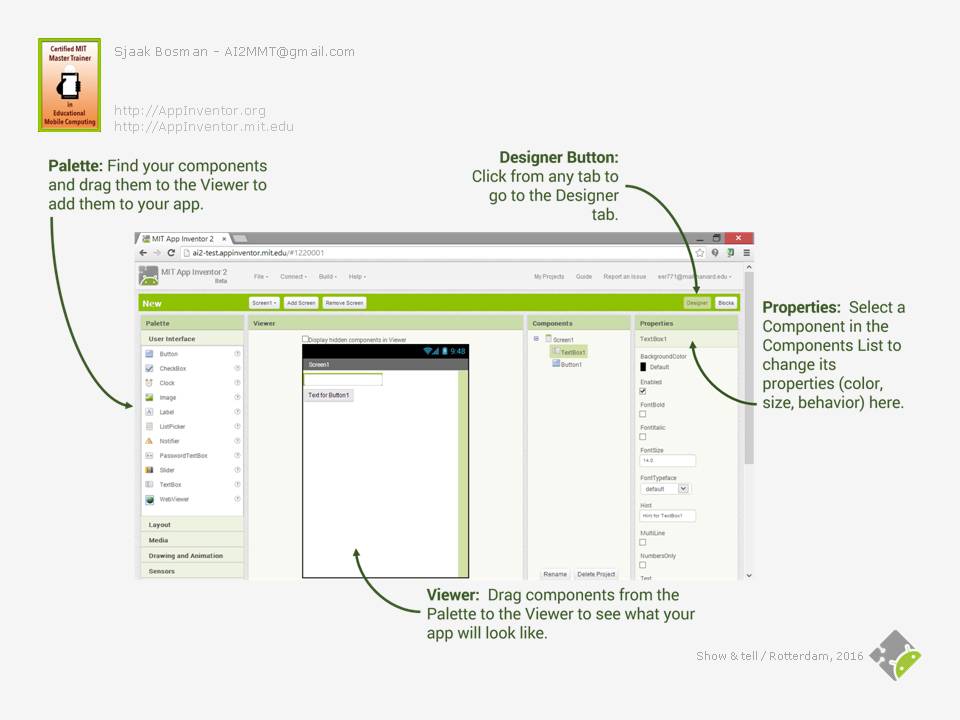 Certified MIT
Master Trainer
in
Educational
Mobile Computing
Sjaak Bosman - AI2MMT@gmail.com
http://AppInventor.org
http://AppInventor.mit.edu
Palette: Find your components
and drag them to the Viewer to
add them to your app.
Designer Button:
Click from any tab to
go to the Designer
tab.
MIT App Inventor 2
ai2-test.appinventor.mit.edu/#1220001
MIT App Inventor 2
Beta
File Connect Build Help
My Projects Guide Report an Issue
New
Screen1 Add Screen Remove Screen
Designer Blocks
Palette
User Interface
Button
CheckBox
Clock
Image
Label
ListPicker
Notifier
PasswordTextBox
Slider
TextBox
WebViewer
Layout
Media
Drawing and Animation
Sensors
Viewer
Display hidden components in Viewer
9:48
Screen1
Text for Button1
Components
Screen1
TextBox1
Button1
Rename Delete Project
Properties
TextBox1
BackgroundColor
Default
Enabled
FontBold
FontItalic
FontSize
14.0
FontTypeface
default
Hint
Hint for TextBox1
MultiLine
NumbersOnly
Text
Properties: Select a
Component in the
Components List to
change its
properties (color,
size, behavior) here.
Viewer: Drag components from the
Palette to the Viewer to see what your
app will look like.
Show & tell / Rotterdam, 2016